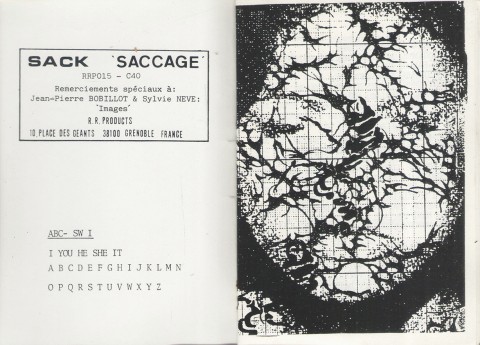 SACK "SACCAGE"
RRP015 - C40
Remerciements spéciaux à:
Jean-Pierre BOBILLOT & Sylvie NEVE:
"Images"
R.R. PRODUCTS
10, PLACE DES GEANTS 38100 GRENOBLE FRANCE
ABC- SW I
I YOU HE SHE IT
A B C D E F G H I J K L M N
O P Q R S T U V W X Y Z